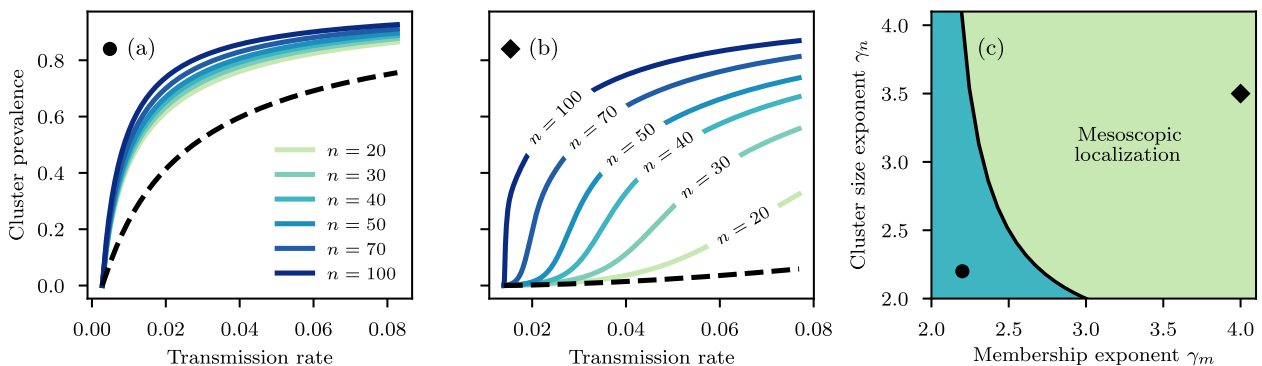 (a)
Cluster prevalence
0.8
0.6
0.4
0.2
0.0
n = 20
n = 30
n = 40
n = 50
n = 70
n = 100
0.00 0.02 0.04 0.06 0.08
Transmission rate
(b)
n = 100
n = 70
n = 50
n = 40
n = 30
n = 20
0.02 0.04 0.06 0.08
Transmission rate
(c)
Cluster size exponent γₙ
4.0
3.5
3.0
2.5
2.0
Mesoscopic
localization
2.0 2.5 3.0 3.5 4.0
Membership exponent γₘ